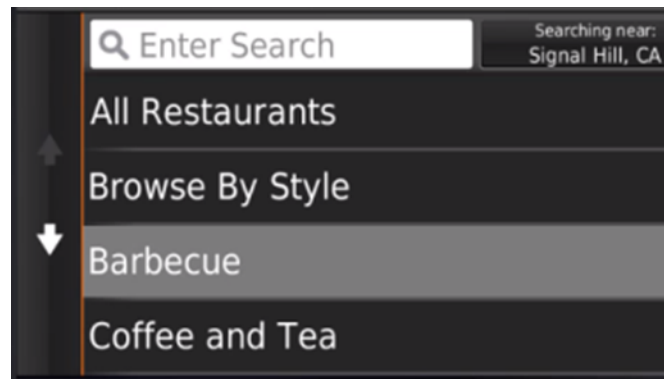 Enter Search
Searching near:
Signal Hill, CA
All Restaurants
Browse By Style
Barbecue
Coffee and Tea